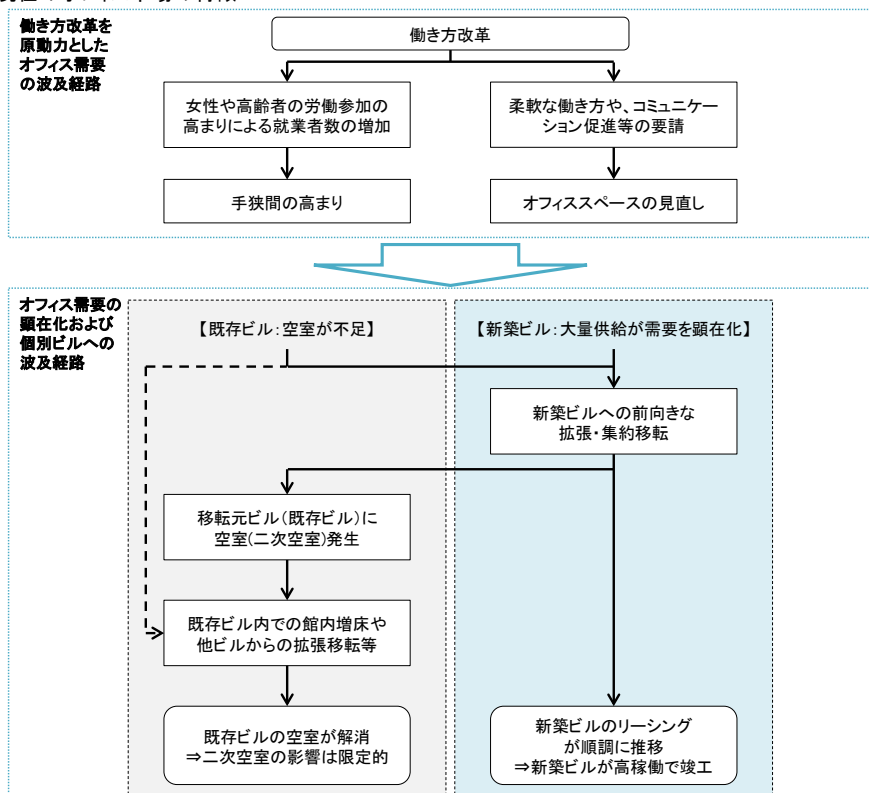 働き方改革を
原動力とした
オフィス需要
の波及経路
働き方改革
女性や高齢者の労働参加の
高まりによる就業者数の増加
柔軟な働き方や、コミュニケー
ション促進等の要請
手狭間の高まり
オフィススペースの見直し
オフィス需要の
顕在化および
個別ビルへの
波及経路
【既存ビル:空室が不足】
【新築ビル:大量供給が需要を顕在化】
新築ビルへの前向きな
拡張・集約移転
移転元ビル(既存ビル)に
空室(二次空室)発生
既存ビル内での館内増床や
他ビルからの拡張移転等
既存ビルの空室が解消
⇒二次空室の影響は限定的
新築ビルのリーシング
が順調に推移
⇒新築ビルが高稼働で竣工